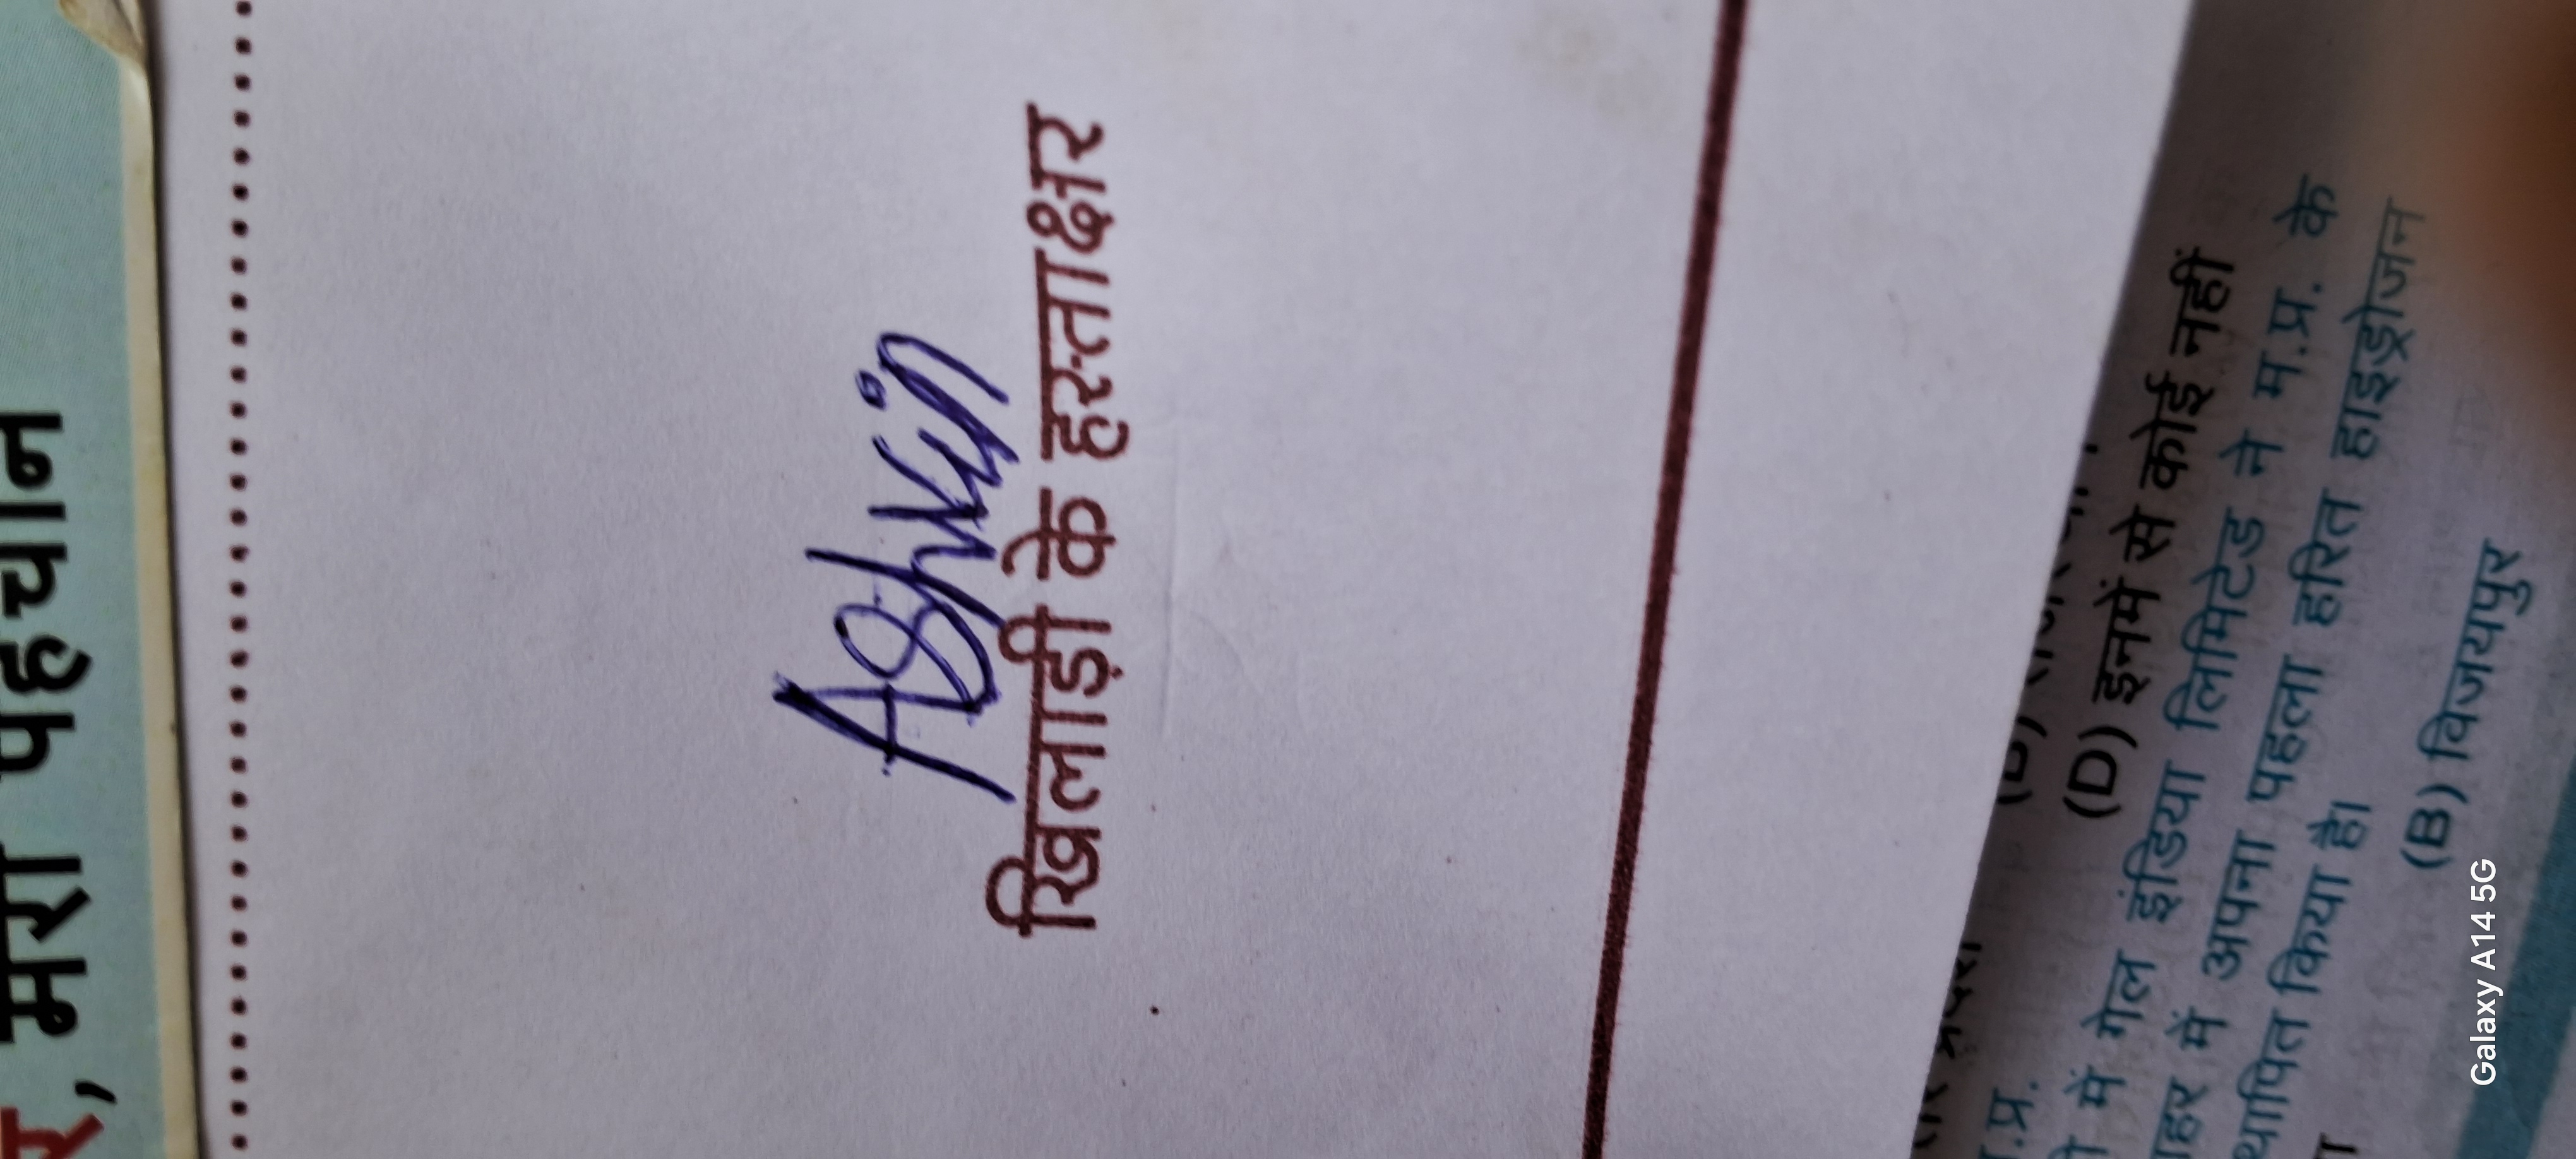 मेरी पहचान
Ashwin
खिलाड़ी के हस्ताक्षर
(D) इनमें से कोई नहीं
में गेल इंडिया लिमिटेड ने म.प्र. के
में अपना पहला हरित हाइड्रोजन
किया है।
(B) विजयपुर
Galaxy A14 5G